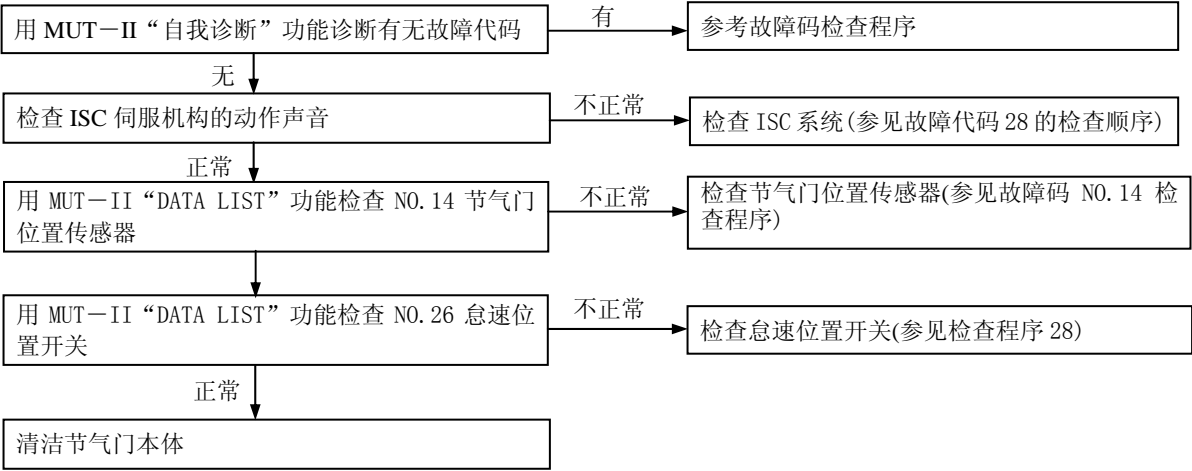 用 MUT－II “自我诊断” 功能诊断有无故障代码
有
参考故障码检查程序
无
检查 ISC 伺服机构的动作声音
不正常
检查 ISC 系统(参见故障代码 28 的检查顺序)
正常
用 MUT－II “DATA LIST” 功能检查 NO.14 节气门
位置传感器
不正常
检查节气门位置传感器(参见故障码 NO.14 检
查程序)
用 MUT－II “DATA LIST” 功能检查 NO.26 怠速位
置开关
不正常
检查怠速位置开关(参见检查程序 28)
正常
清洁节气门本体